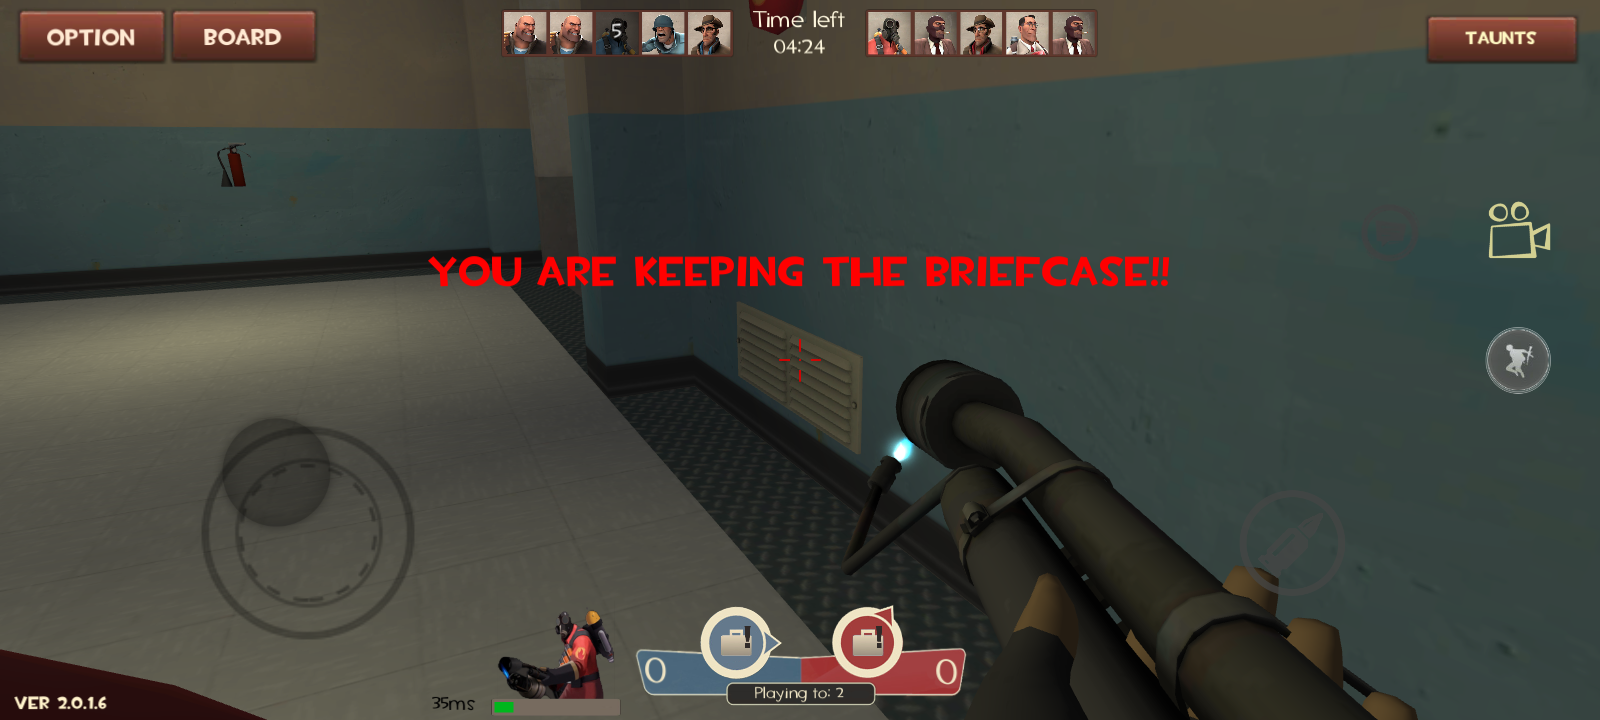 OPTION
BOARD
5
Time left
04:24
TAUNTS
YOU ARE KEEPING THE BRIEFCASE!!
0
0
Playing to: 2
35ms
VER 2.0.1.6